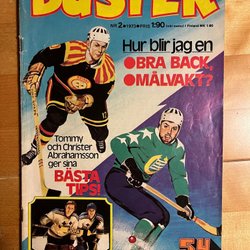 BUSTER
NR 2 • 1973 • PRIS 1:90
Hur blir jag en
• BRA BACK,
• MÅLVAKT?
Tommy
och Christer
Abrahamsson
ger sina
BÄSTA
TIPS!